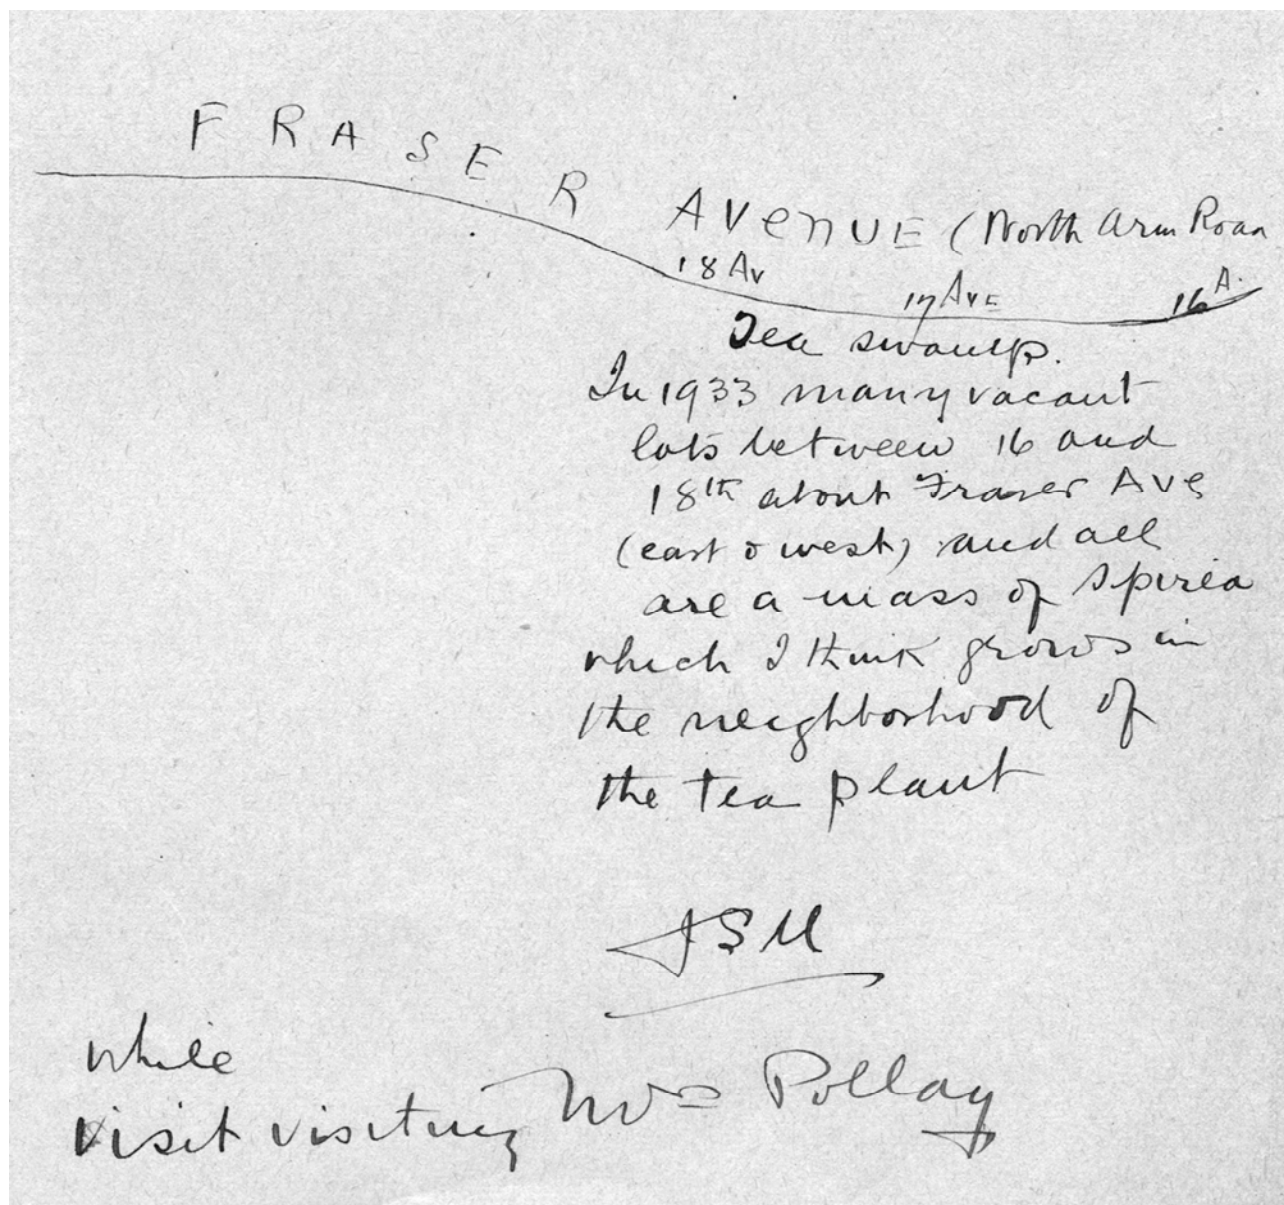 FRASER AVENUE (North Arm Road
18 Av 17 AVE 16 A.
Tea swamp.
In 1933 many vacant
lots between 16 and
18th about Fraser Ave
(east & west) and all
are a mass of spirea
which I think grows in
the neighborhood of
the tea plant
JSM
while
visit visiting Mrs Pollay